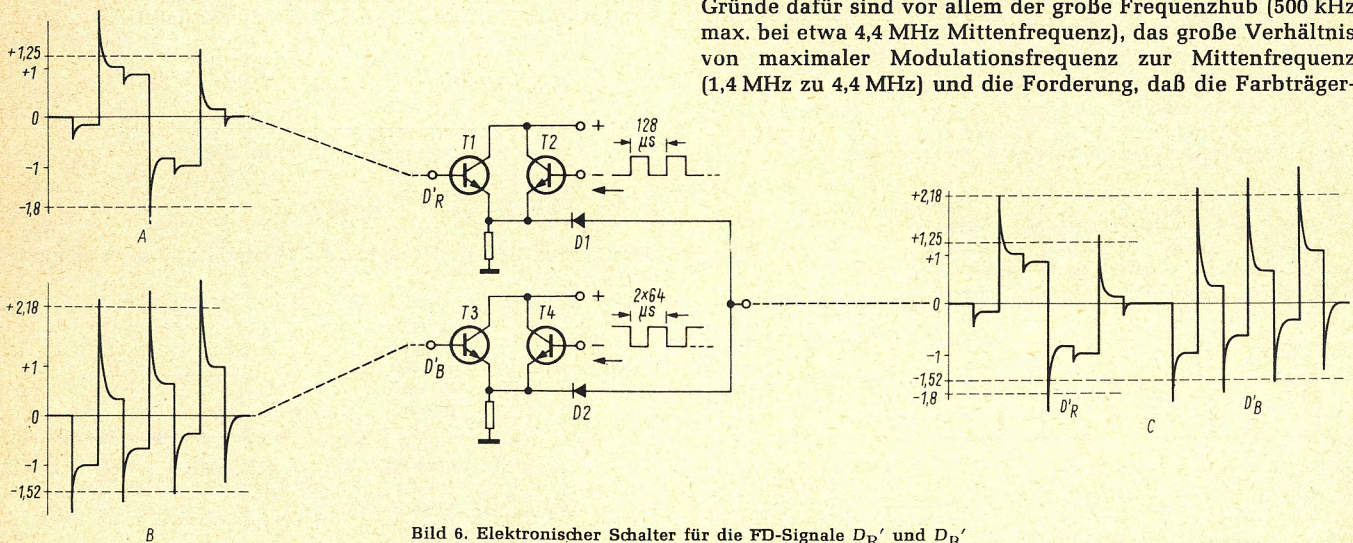 Gründe dafür sind vor allem der große Frequenzhub (500 kHz
max. bei etwa 4,4 MHz Mittenfrequenz), das große Verhältnis
von maximaler Modulationsfrequenz zur Mittenfrequenz
(1,4 MHz zu 4,4 MHz) und die Forderung, daß die Farbträger-
+1,25
+1
0
-1
-1,8
A
+2,18
+1
0
-1
-1,52
B
D'R
T1
T2
+
−
128
µs
D1
D'B
T3
T4
+
−
2×64
µs
D2
+2,18
+1,25
+1
0
-1
-1,52
-1,8
D'R
D'B
C
Bild 6. Elektronischer Schalter für die FD-Signale DR′ und DR′